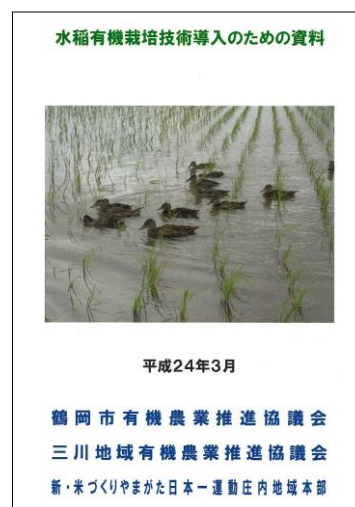 水稲有機栽培技術導入のための資料
平成24年3月
鶴岡市有機農業推進協議会
三川地域有機農業推進協議会
新・米づくりやまがた日本一運動庄内地域本部